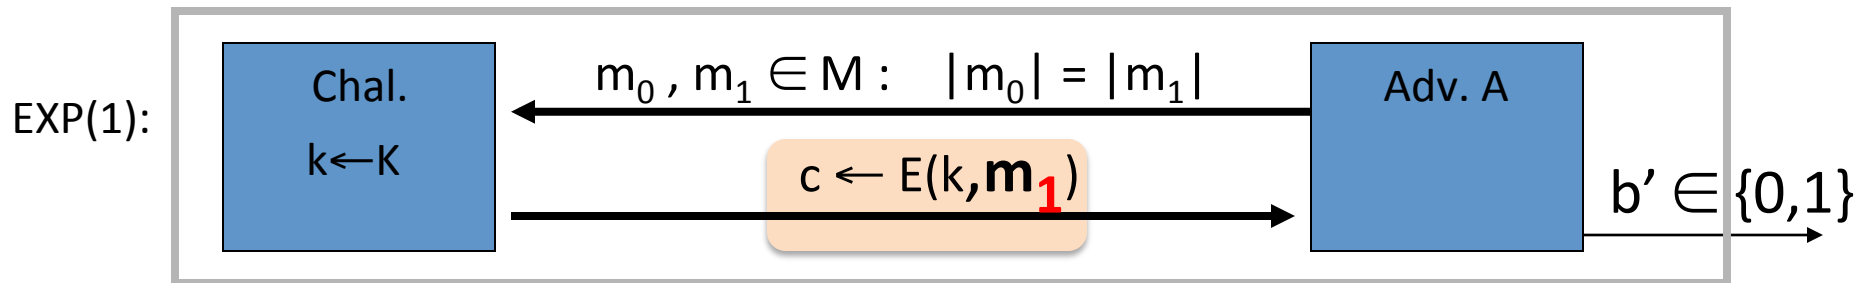 EXP(1):
Chal.
k←K
m₀ , m₁ ∈ M : |m₀| = |m₁|
c ← E(k,m₁)
Adv. A
b’ ∈ {0,1}